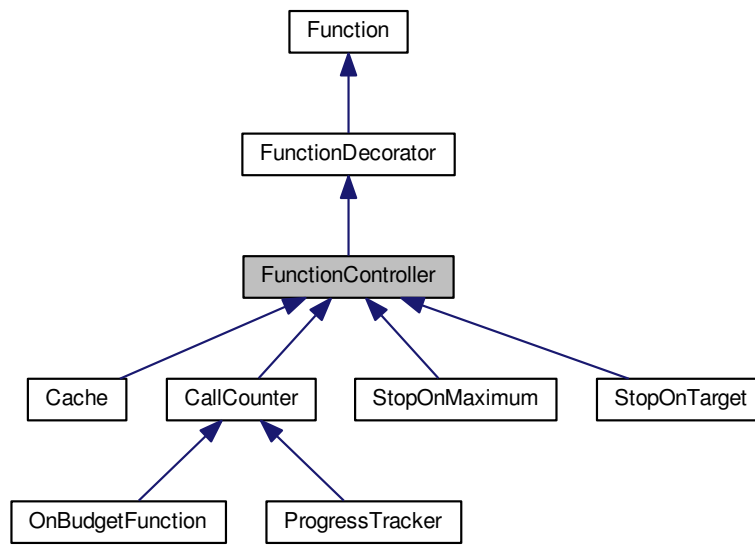 Function
FunctionDecorator
FunctionController
Cache
CallCounter
StopOnMaximum
StopOnTarget
OnBudgetFunction
ProgressTracker